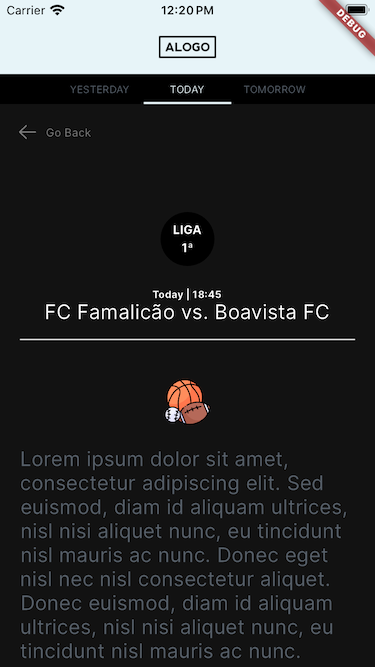 Carrier 12:20 PM
DEBUG
ALOGO
YESTERDAY TODAY TOMORROW
Go Back
LIGA
1ª
Today | 18:45
FC Famalicão vs. Boavista FC
Lorem ipsum dolor sit amet,
consectetur adipiscing elit. Sed
euismod, diam id aliquam ultrices,
nisl nisi aliquet nunc, eu tincidunt
nisl mauris ac nunc. Donec eget
nisl nec nisl consectetur aliquet.
Donec euismod, diam id aliquam
ultrices, nisl nisi aliquet nunc, eu
tincidunt nisl mauris ac nunc.